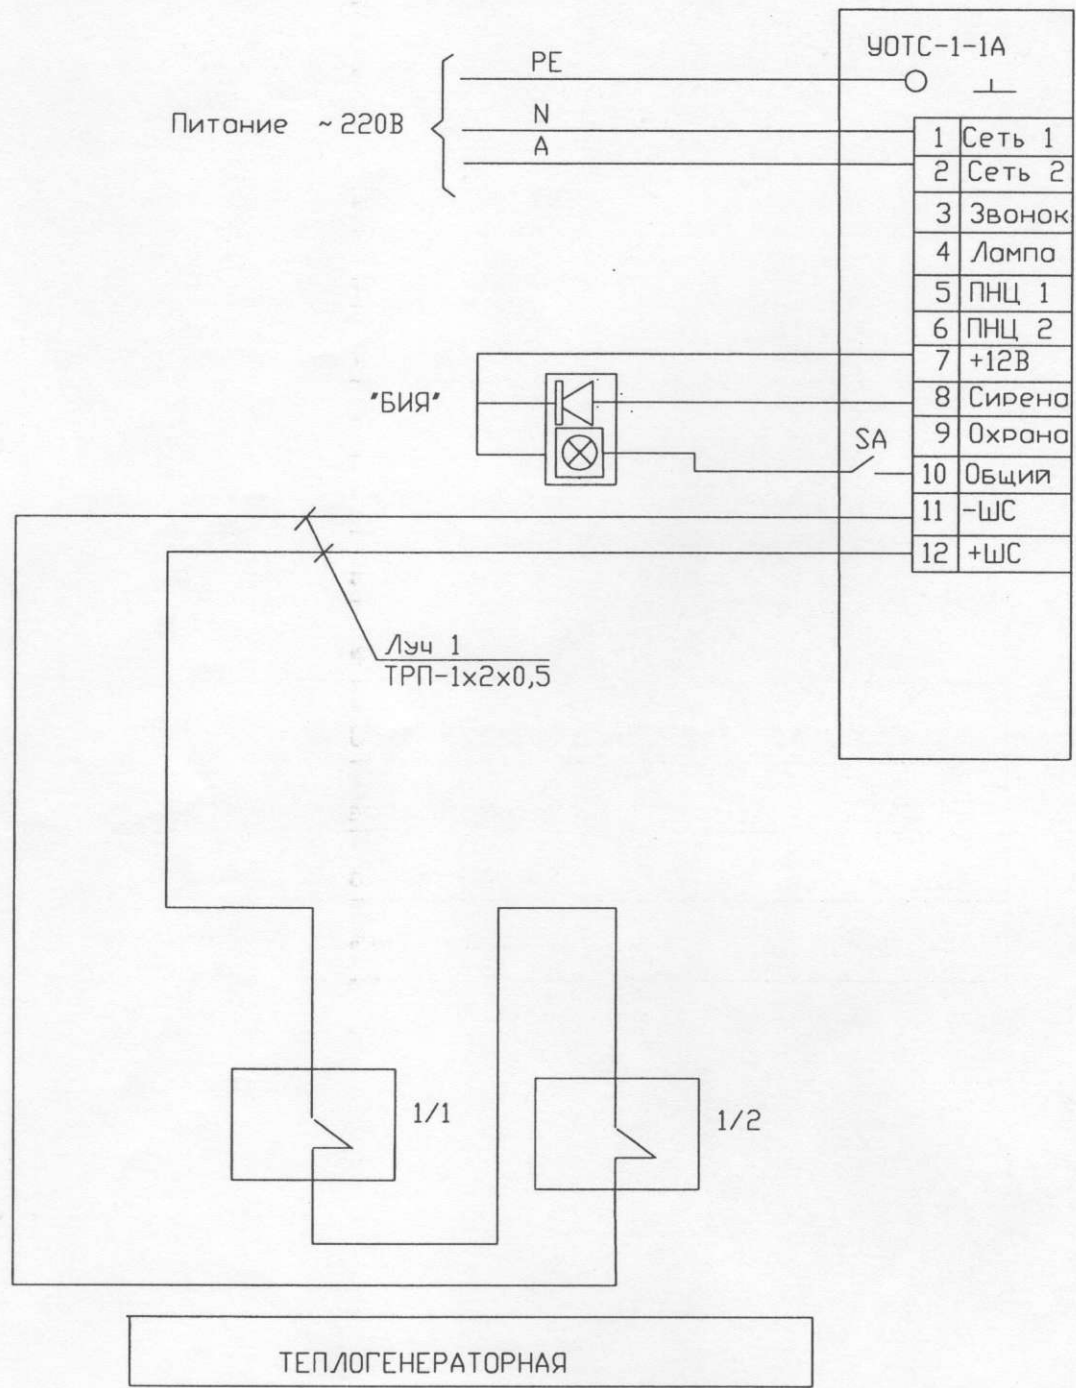 УОТС-1-1А
PE
Питание ~220В
N
А
1 Сеть 1
2 Сеть 2
3 Звонок
4 Лампа
5 ПНЦ 1
6 ПНЦ 2
7 +12В
8 Сирена
9 Охрана
10 Общий
11 -ШС
12 +ШС
"БИЯ"
SA
Луч 1
ТРП-1х2х0,5
1/1
1/2
ТЕПЛОГЕНЕРАТОРНАЯ